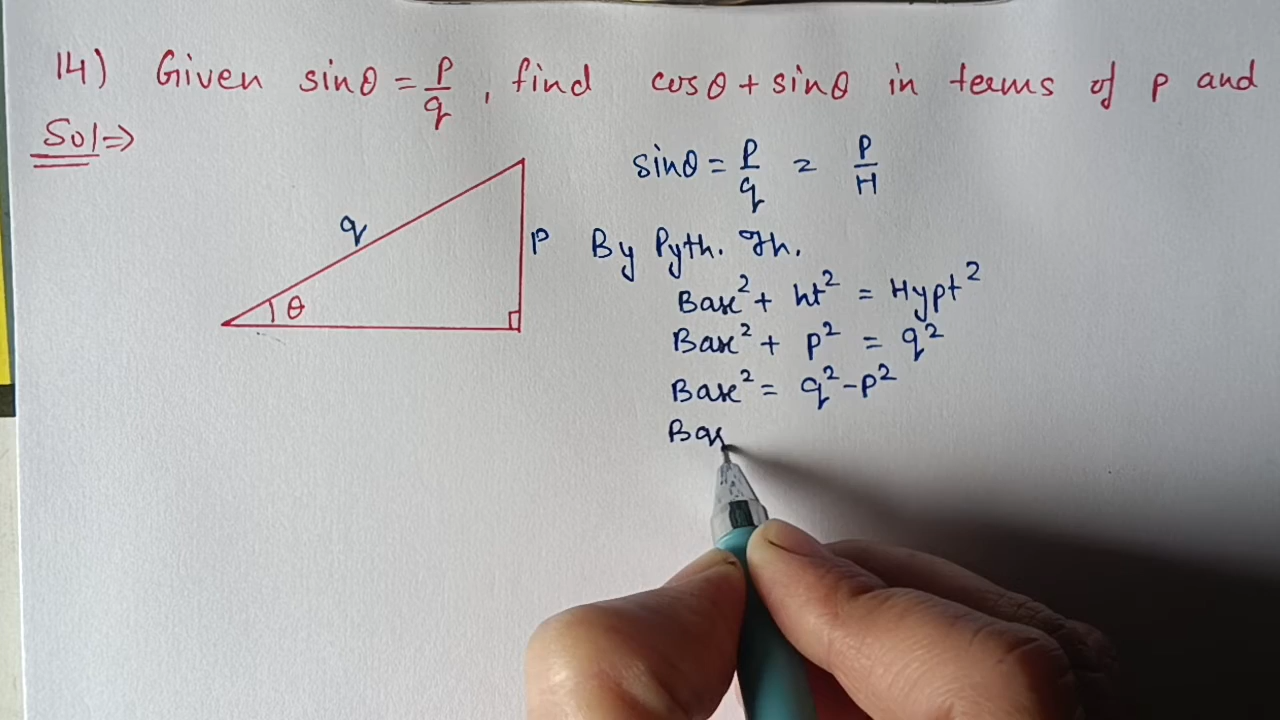 14) Given sinθ = p/q , find cosθ + sinθ in terms of p and
Sol ⇒
sinθ = p/q = P/H
q
P
θ
By Pyth. Th.
Base² + ht² = Hypt²
Base² + p² = q²
Base² = q² - p²
Bas